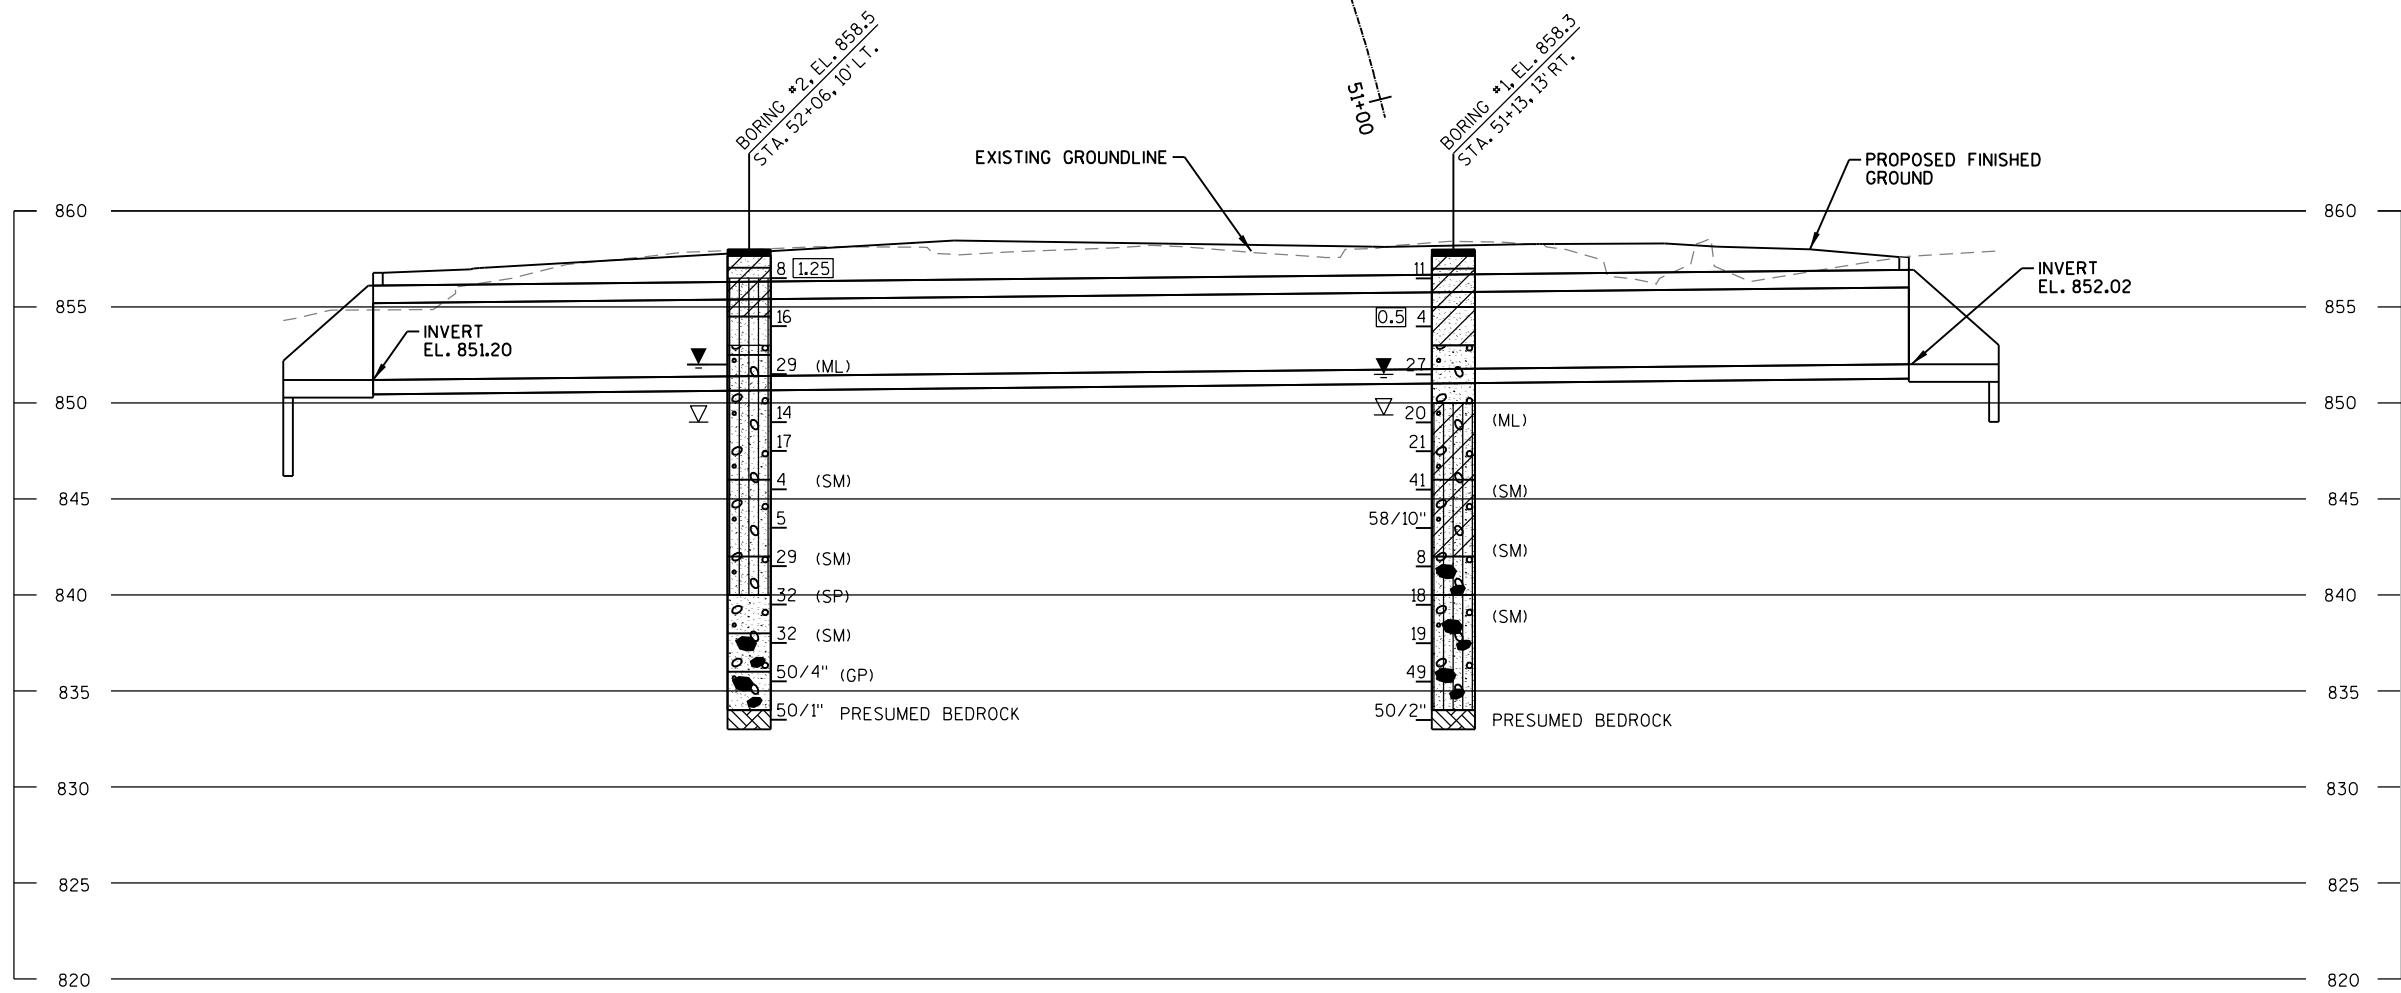 BORING #2, EL. 858.5
STA. 52+06, 10' LT.
51+00
BORING #1, EL. 858.3
STA. 51+13, 13' RT.
EXISTING GROUNDLINE
PROPOSED FINISHED
GROUND
860
860
8 1.25
11
INVERT
EL. 852.02
855
16
0.5 4
855
INVERT
EL. 851.20
29 (ML)
27
850
14
20 (ML)
850
17
21
4 (SM)
41
845
(SM)
845
5
58/10"
29 (SM)
8 (SM)
840
32 (SP)
18
840
(SM)
32 (SM)
19
50/4" (GP)
49
835
835
50/1" PRESUMED BEDROCK
50/2" PRESUMED BEDROCK
830
830
825
825
820
820